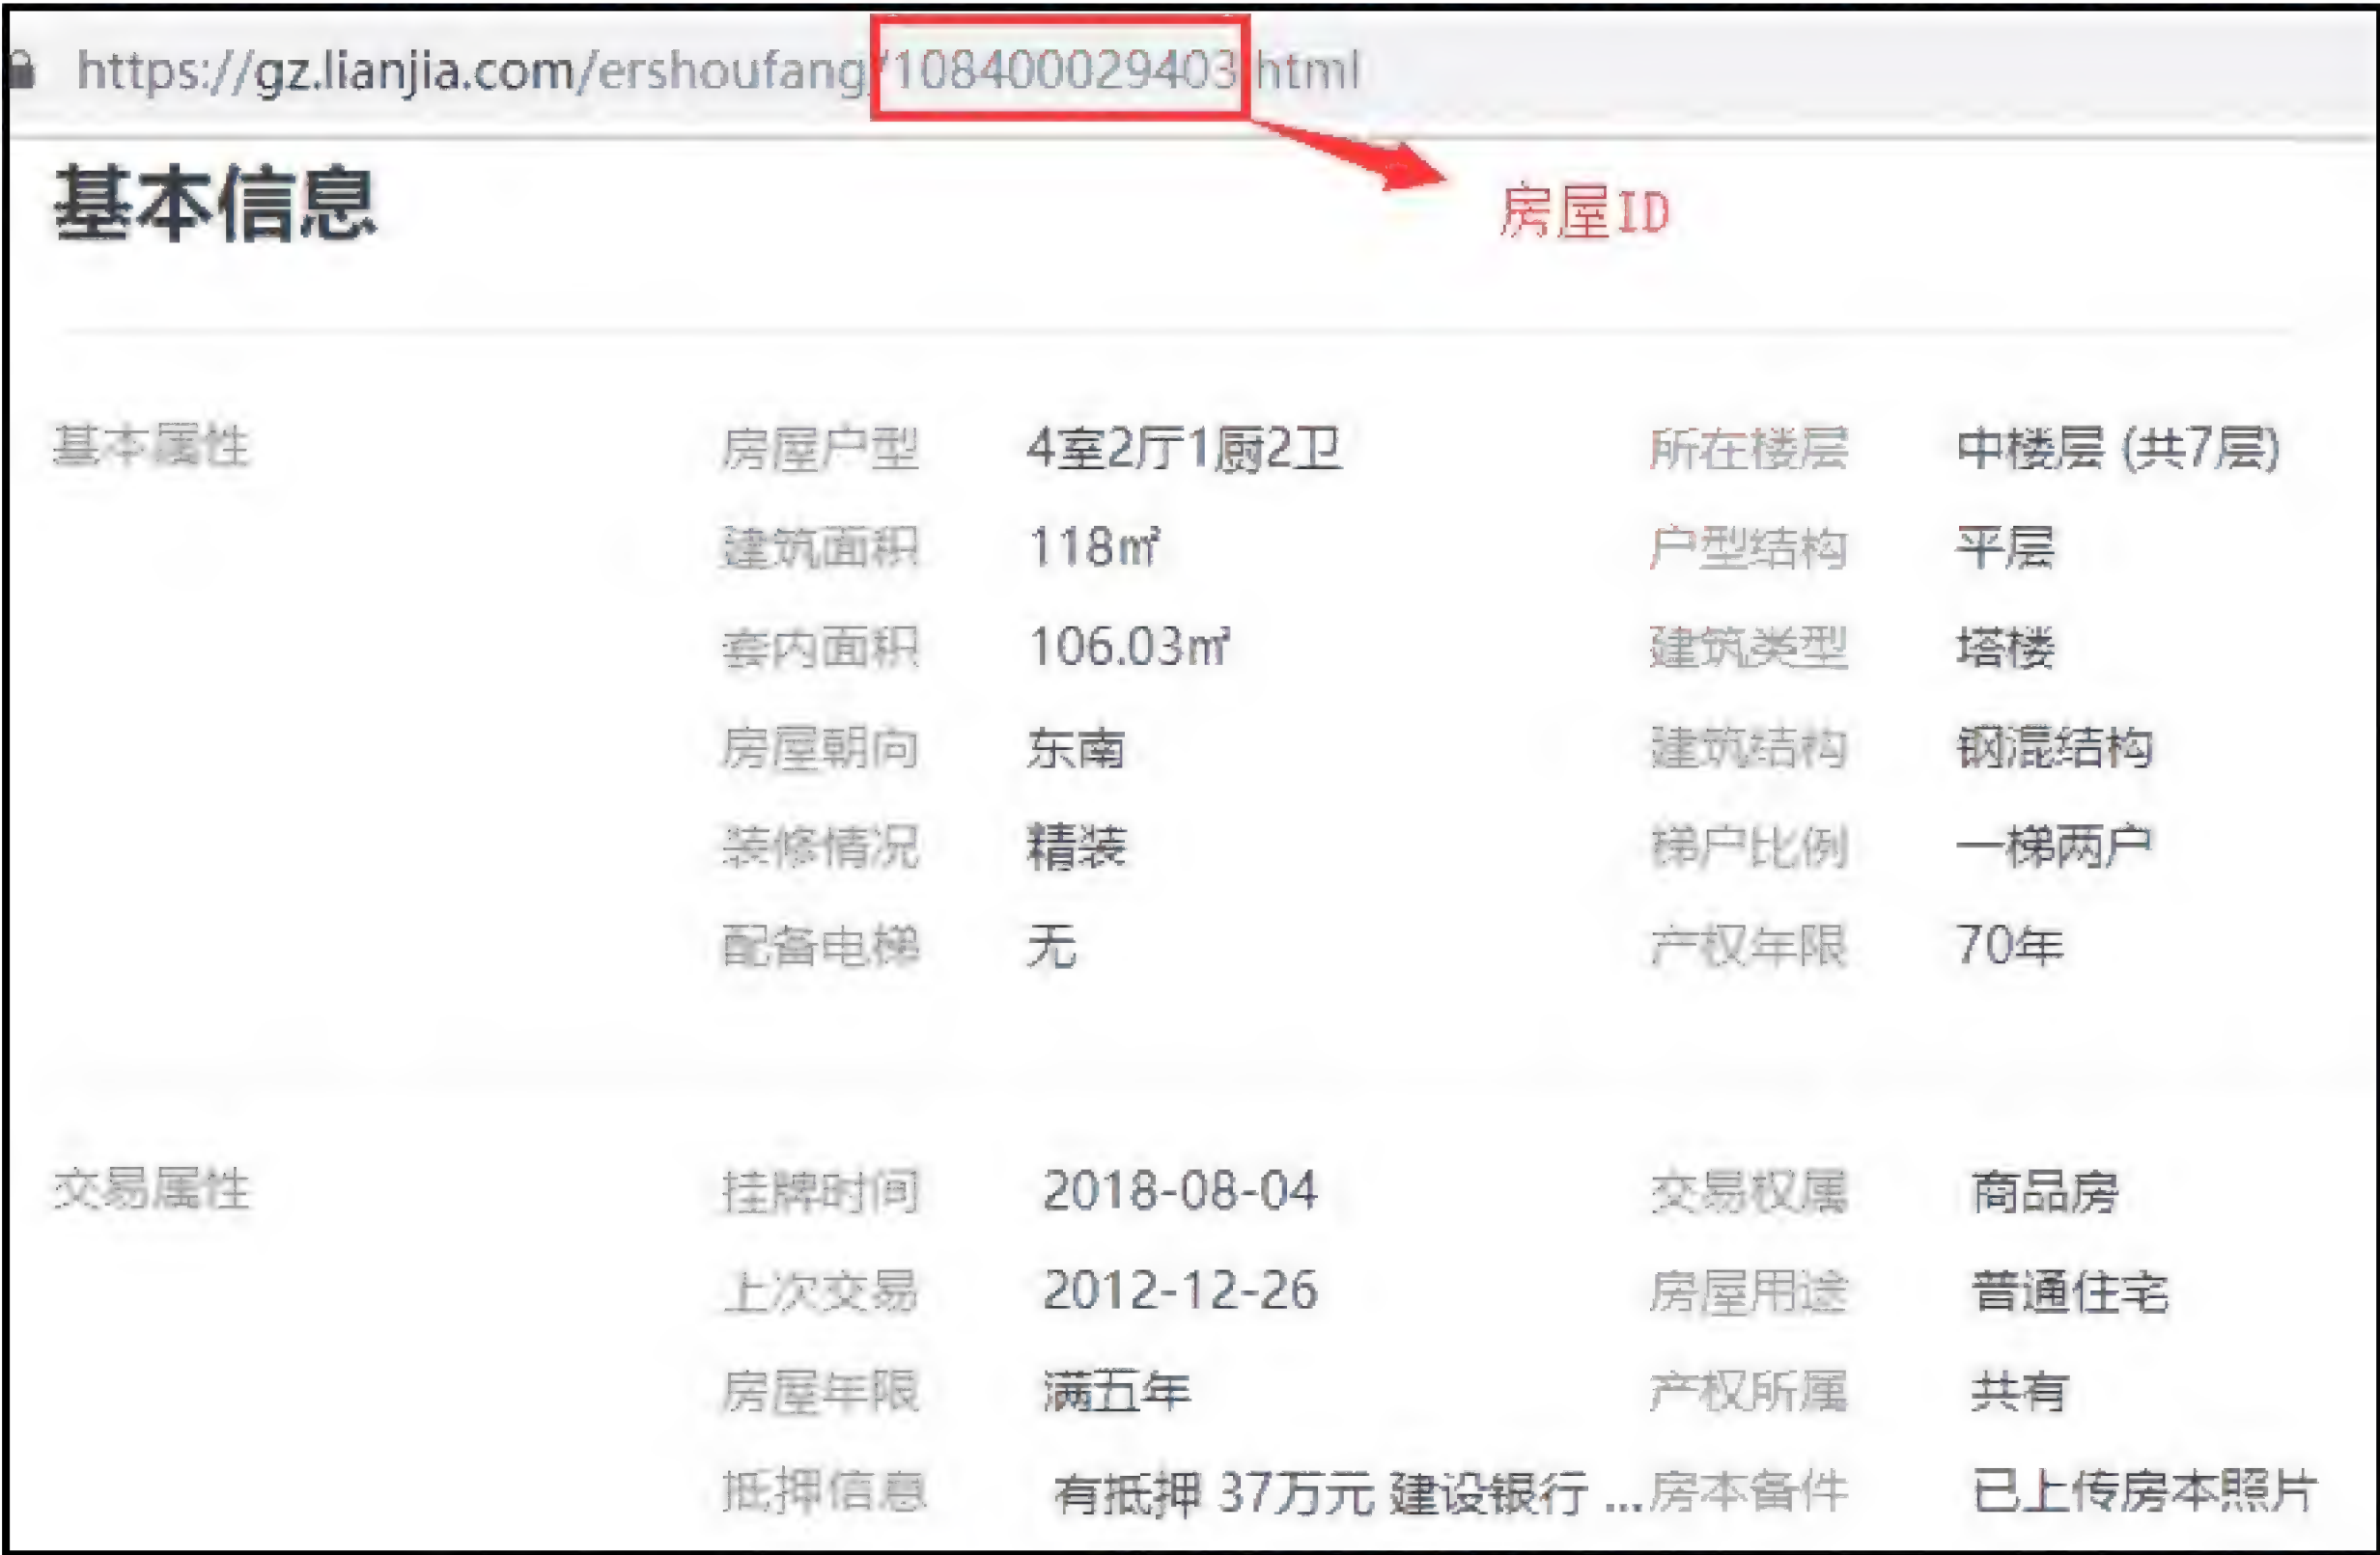 https://gz.lianjia.com/ershoufang/108400029403.html
房屋ID
基本信息
基本属性 房屋户型 4室2厅1厨2卫 所在楼层 中楼层 (共7层)
建筑面积 118㎡ 户型结构 平层
套内面积 106.03㎡ 建筑类型 塔楼
房屋朝向 东南 建筑结构 钢混结构
装修情况 精装 梯户比例 一梯两户
配备电梯 无 产权年限 70年
交易属性 挂牌时间 2018-08-04 交易权属 商品房
上次交易 2012-12-26 房屋用途 普通住宅
房屋年限 满五年 产权所属 共有
抵押信息 有抵押 37万元 建设银行 ... 房本备件 已上传房本照片